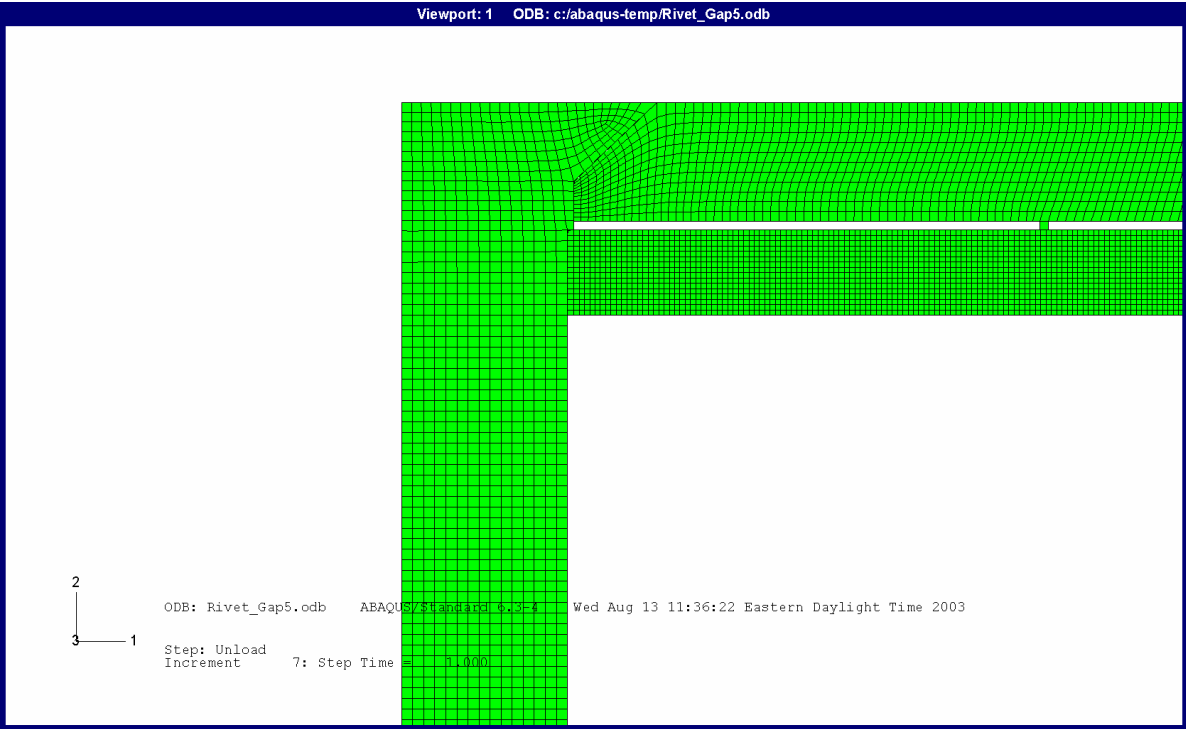 Viewport: 1 ODB: c:/abaqus-temp/Rivet_Gap5.odb
2
3 1
ODB: Rivet_Gap5.odb ABAQUS/Standard 6.3-4 Wed Aug 13 11:36:22 Eastern Daylight Time 2003
Step: Unload
Increment 7: Step Time = 1.000